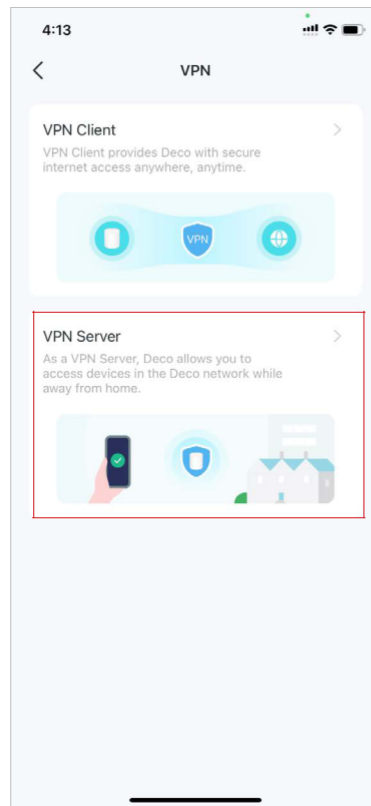 4:13
VPN
VPN Client
VPN Client provides Deco with secure
internet access anywhere, anytime.
VPN
VPN Server
As a VPN Server, Deco allows you to
access devices in the Deco network while
away from home.